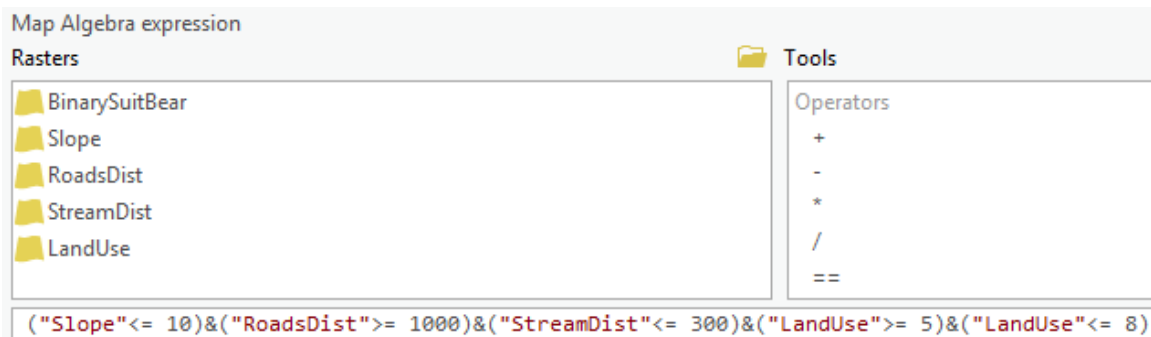 Map Algebra expression
Rasters
Tools
BinarySuitBear
Slope
RoadsDist
StreamDist
LandUse
Operators
+
-
*
/
==
("Slope"<= 10)&("RoadsDist">= 1000)&("StreamDist"<= 300)&("LandUse">= 5)&("LandUse"<= 8)